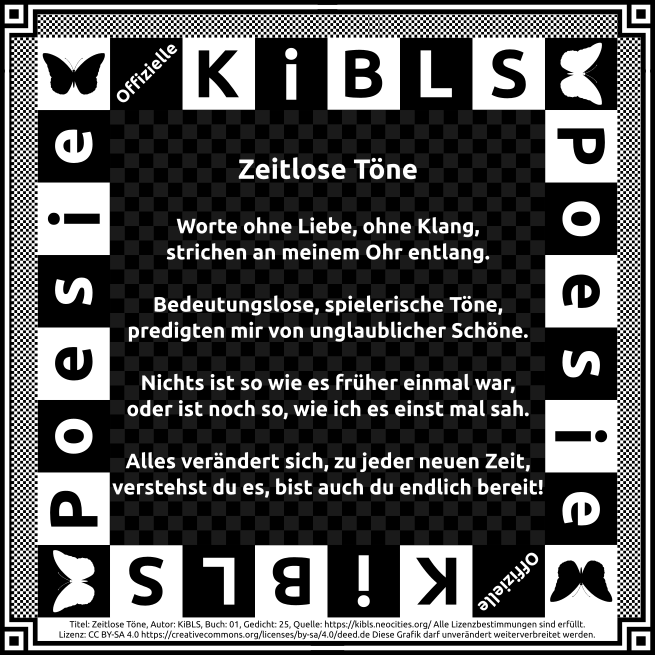 Offizielle
KiBLS
Poesie
Zeitlose Töne
Worte ohne Liebe, ohne Klang,
strichen an meinem Ohr entlang.
Bedeutungslose, spielerische Töne,
predigten mir von unglaublicher Schöne.
Nichts ist so wie es früher einmal war,
oder ist noch so, wie ich es einst mal sah.
Alles verändert sich, zu jeder neuen Zeit,
verstehst du es, bist auch du endlich bereit!
Offizielle
KiBLS
Poesie
Titel: Zeitlose Töne, Autor: KiBLS, Buch: 01, Gedicht: 25, Quelle: https://kibls.neocities.org/ Alle Lizenzbestimmungen sind erfüllt.
Lizenz: CC BY-SA 4.0 https://creativecommons.org/licenses/by-sa/4.0/deed.de Diese Grafik darf unverändert weiterverbreitet werden.